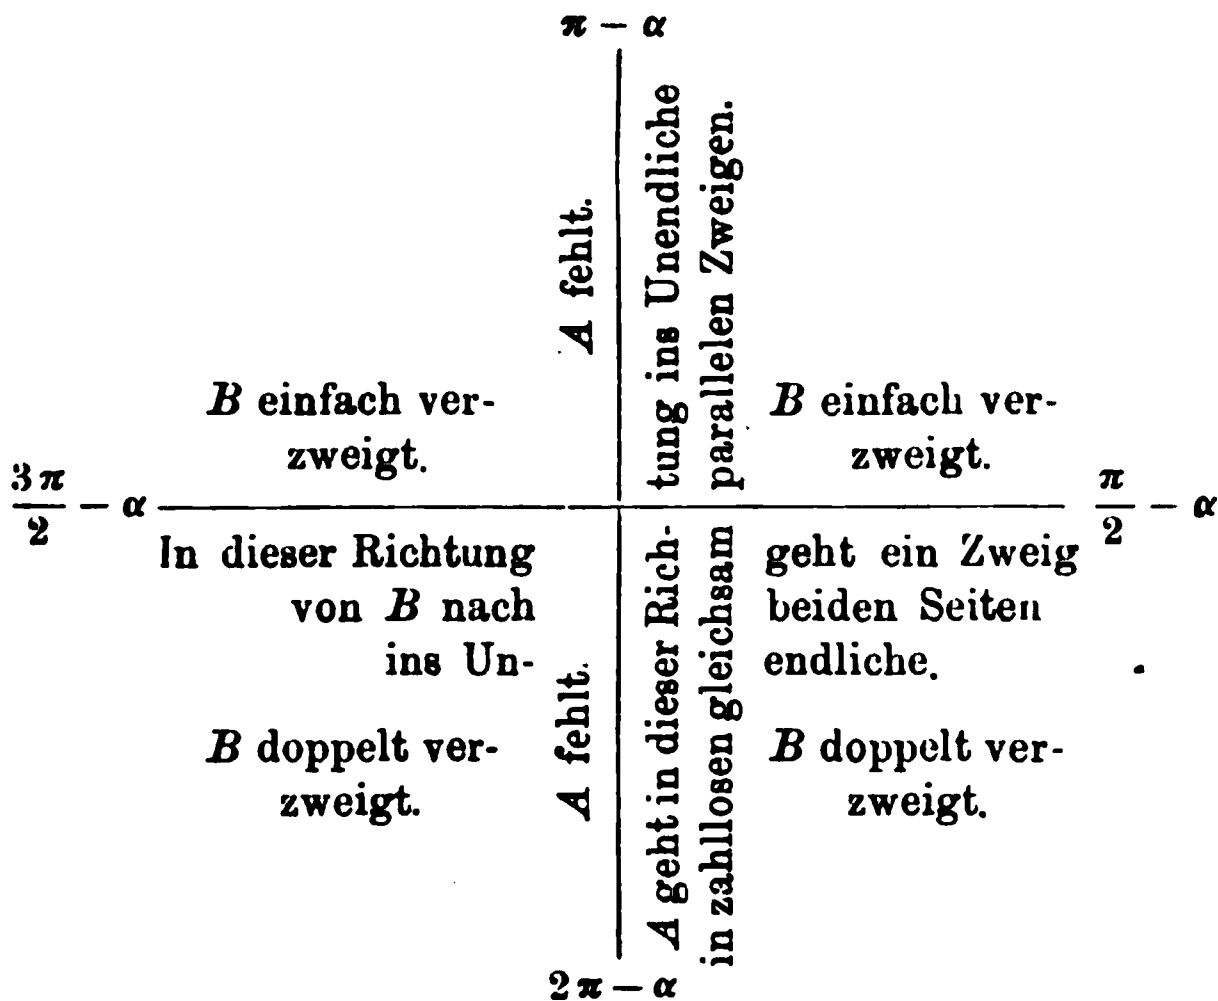 π − α
A fehlt.
tung ins Unendliche
parallelen Zweigen.
B einfach ver-
zweigt.
B einfach ver-
zweigt.
3π/2 − α
π/2 − α
In dieser Richtung
von B nach
ins Un-
geht ein Zweig
beiden Seiten
endliche.
A fehlt.
A geht in dieser Rich-
in zahllosen gleichsam
B doppelt ver-
zweigt.
B doppelt ver-
zweigt.
2π − α